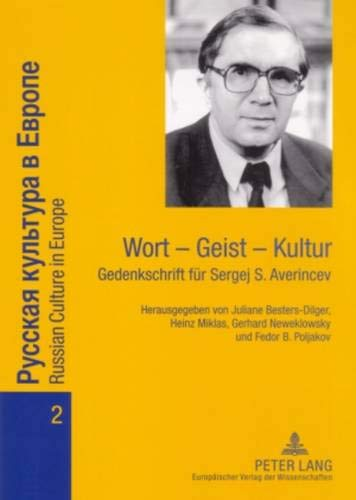 Русская культура в Европе
Russian Culture in Europe
2
Wort – Geist – Kultur
Gedenkschrift für Sergej S. Averincev
Herausgegeben von Juliane Besters-Dilger,
Heinz Miklas, Gerhard Neweklowsky
und Fedor B. Poljakov
PETER LANG
Europäischer Verlag der Wissenschaften